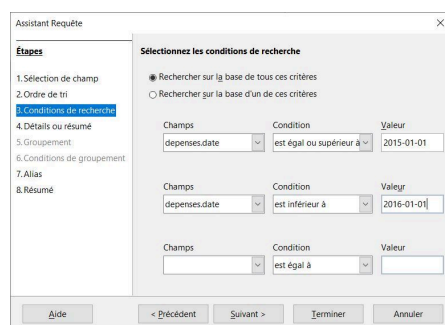 Assistant Requête
Étapes
Sélectionnez les conditions de recherche
1.Sélection de champ
2.Ordre de tri
3.Conditions de recherche
4.Détails ou résumé
5.Groupement
6.Conditions de groupement
7.Alias
8.Résumé
Rechercher sur la base de tous ces critères
Rechercher sur la base d'un de ces critères
Champs Condition Valeur
depenses.date est égal ou supérieur à 2015-01-01
Champs Condition Valeur
depenses.date est inférieur à 2016-01-01
Champs Condition Valeur
est égal à
Aide < Précédent Suivant > Terminer Annuler